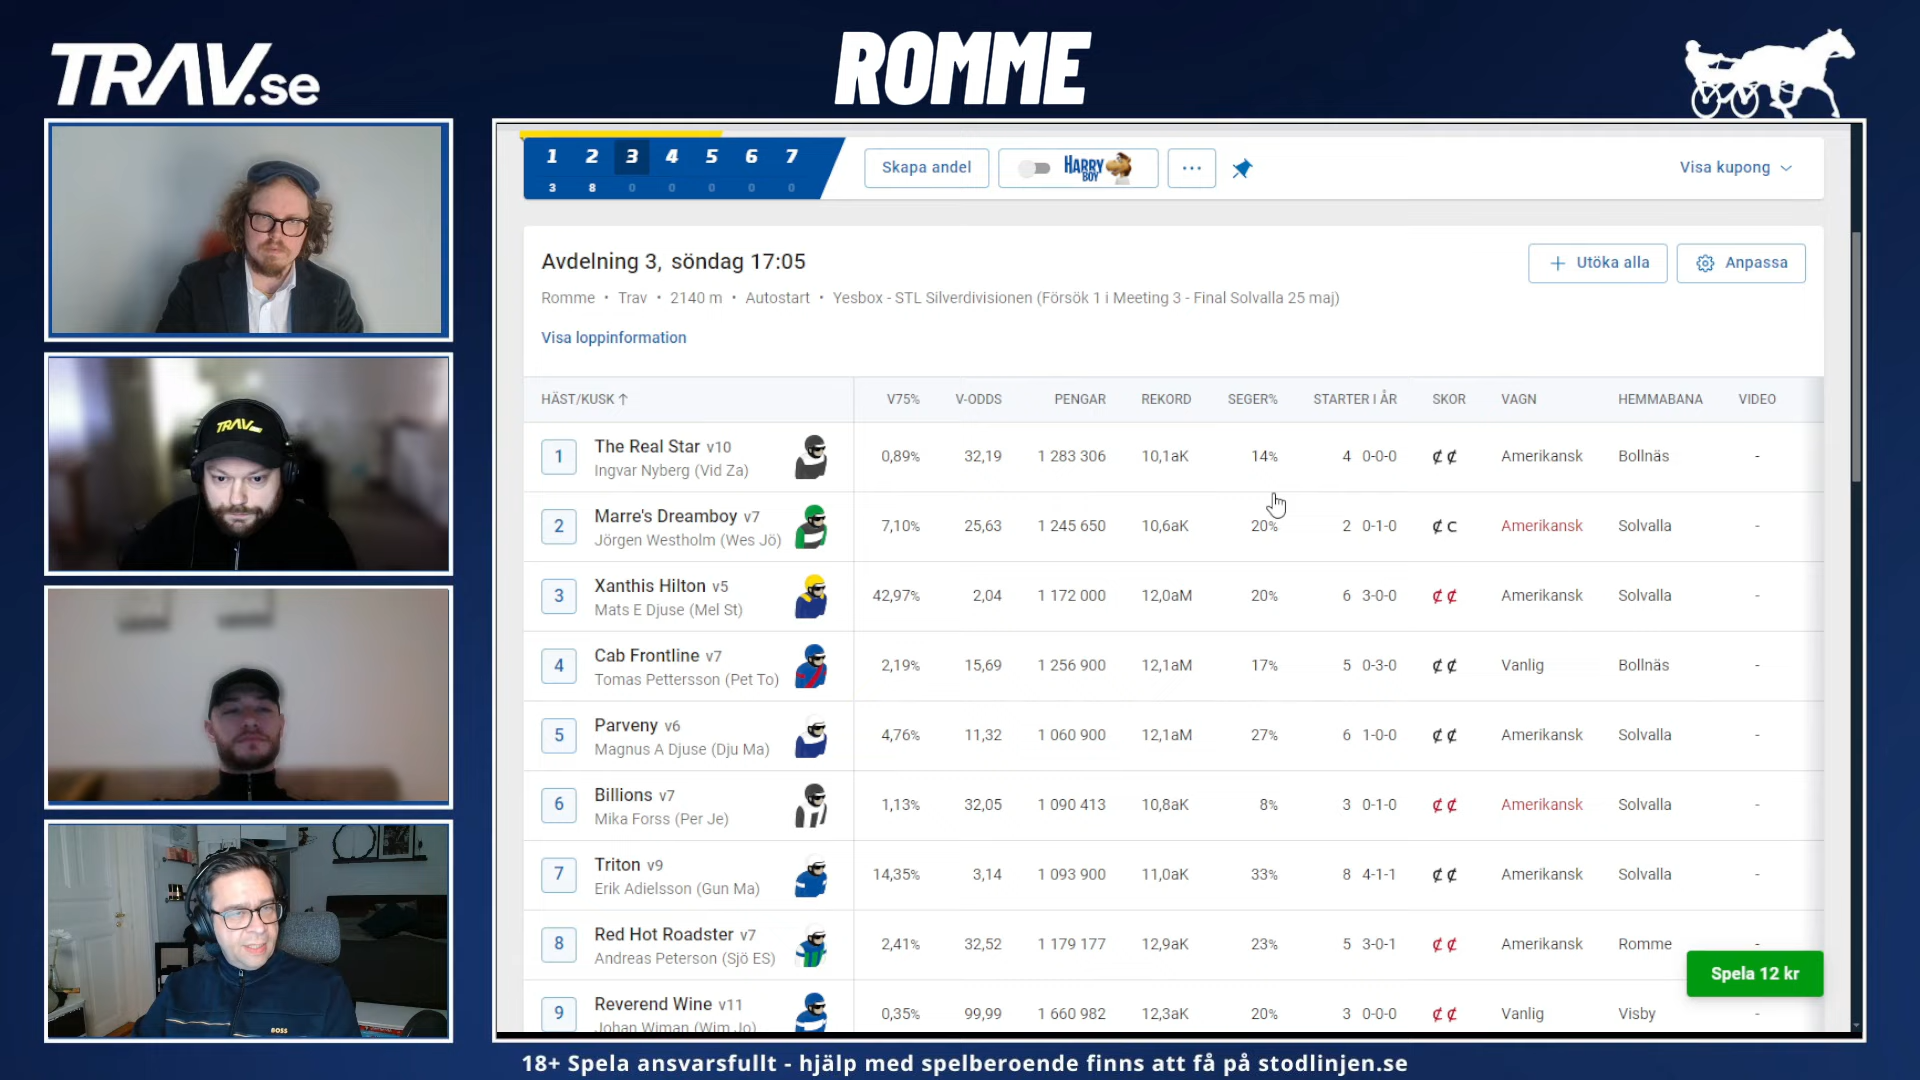 TRAV.se
ROMME
1 2 3 4 5 6 7
3 8 0 0 0 0 0
Skapa andel
HARRY BOY
...
Visa kupong
Avdelning 3, söndag 17:05
Utöka alla
Anpassa
Romme • Trav • 2140 m • Autostart • Yesbox - STL Silverdivisionen (Försök 1 i Meeting 3 - Final Solvalla 25 maj)
Visa loppinformation
HÄST/KUSK ↑ V75% V-ODDS PENGAR REKORD SEGER% STARTER I ÅR SKOR VAGN HEMMABANA VIDEO
1 The Real Star v10 0,89% 32,19 1 283 306 10,1aK 14% 4 0-0-0 ȼ ȼ Amerikansk Bollnäs -
Ingvar Nyberg (Vid Za)
2 Marre's Dreamboy v7 7,10% 25,63 1 245 650 10,6aK 20% 2 0-1-0 ȼ c Amerikansk Solvalla -
Jörgen Westholm (Wes Jö)
3 Xanthis Hilton v5 42,97% 2,04 1 172 000 12,0aM 20% 6 3-0-0 ȼ ȼ Amerikansk Solvalla -
Mats E Djuse (Mel St)
4 Cab Frontline v7 2,19% 15,69 1 256 900 12,1aM 17% 5 0-3-0 ȼ ȼ Vanlig Bollnäs -
Tomas Pettersson (Pet To)
5 Parveny v6 4,76% 11,32 1 060 900 12,1aM 27% 6 1-0-0 ȼ ȼ Amerikansk Solvalla -
Magnus A Djuse (Dju Ma)
6 Billions v7 1,13% 32,05 1 090 413 10,8aK 8% 3 0-1-0 ȼ ȼ Amerikansk Solvalla -
Mika Forss (Per Je)
7 Triton v9 14,35% 3,14 1 093 900 11,0aK 33% 8 4-1-1 ȼ ȼ Amerikansk Solvalla -
Erik Adielsson (Gun Ma)
8 Red Hot Roadster v7 2,41% 32,52 1 179 177 12,9aK 23% 5 3-0-1 ȼ ȼ Amerikansk Romme -
Andreas Peterson (Sjö ES)
Spela 12 kr
9 Reverend Wine v11 0,35% 99,99 1 660 982 12,3aK 20% 3 0-0-0 ȼ ȼ Vanlig Visby -
Johan Wiman (Wim Jo)
TRAV.se
BOSS
18+ Spela ansvarsfullt - hjälp med spelberoende finns att få på stodlinjen.se